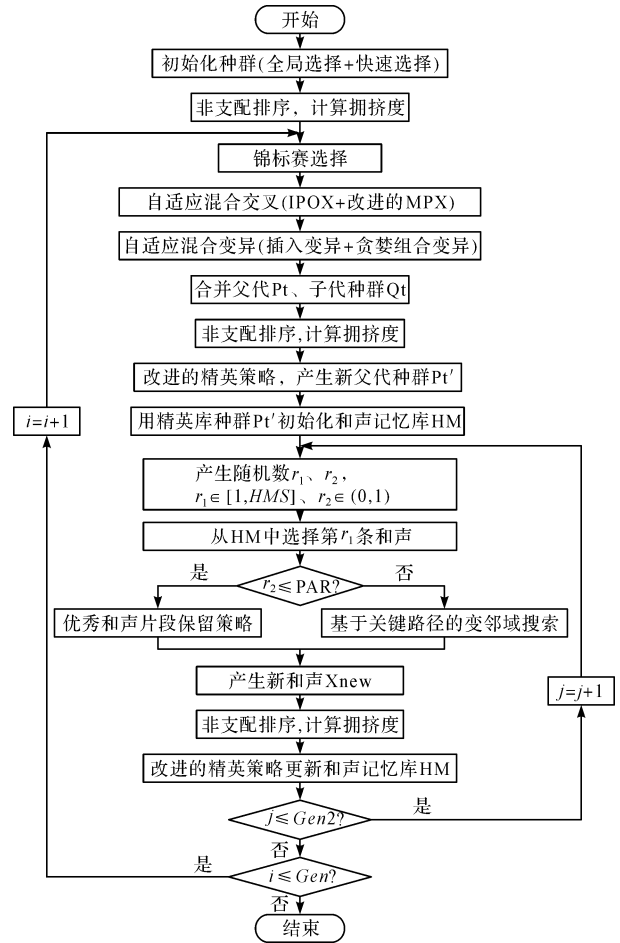 开始
初始化种群(全局选择+快速选择)
非支配排序，计算拥挤度
锦标赛选择
自适应混合交叉(IPOX+改进的MPX)
自适应混合变异(插入变异+贪婪组合变异)
合并父代Pt、子代种群Qt
非支配排序,计算拥挤度
改进的精英策略，产生新父代种群Pt′
i=i+1
用精英库种群Pt′初始化和声记忆库HM
产生随机数r₁、r₂，
r₁∈[1,HMS]、r₂∈(0,1)
从HM中选择第r₁条和声
是
r₂≤PAR?
否
优秀和声片段保留策略
基于关键路径的变邻域搜索
产生新和声Xnew
j=j+1
非支配排序,计算拥挤度
改进的精英策略更新和声记忆库HM
j≤Gen2?
是
否
是
i≤Gen?
否
结束